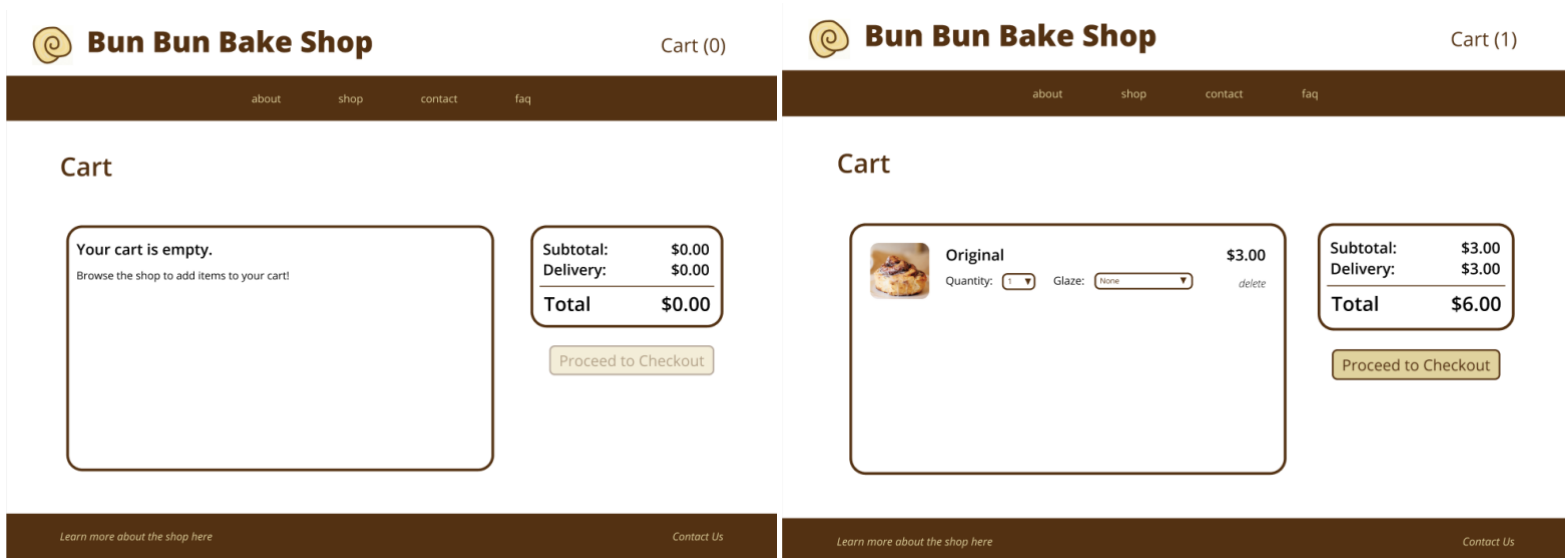 Bun Bun Bake Shop
Cart (0)
about shop contact faq
Cart
Your cart is empty.
Browse the shop to add items to your cart!
Subtotal: $0.00
Delivery: $0.00
Total $0.00
Proceed to Checkout
Learn more about the shop here
Contact Us
Bun Bun Bake Shop
Cart (1)
about shop contact faq
Cart
Original $3.00
Quantity: 1 ▼ Glaze: None ▼ delete
Subtotal: $3.00
Delivery: $3.00
Total $6.00
Proceed to Checkout
Learn more about the shop here
Contact Us